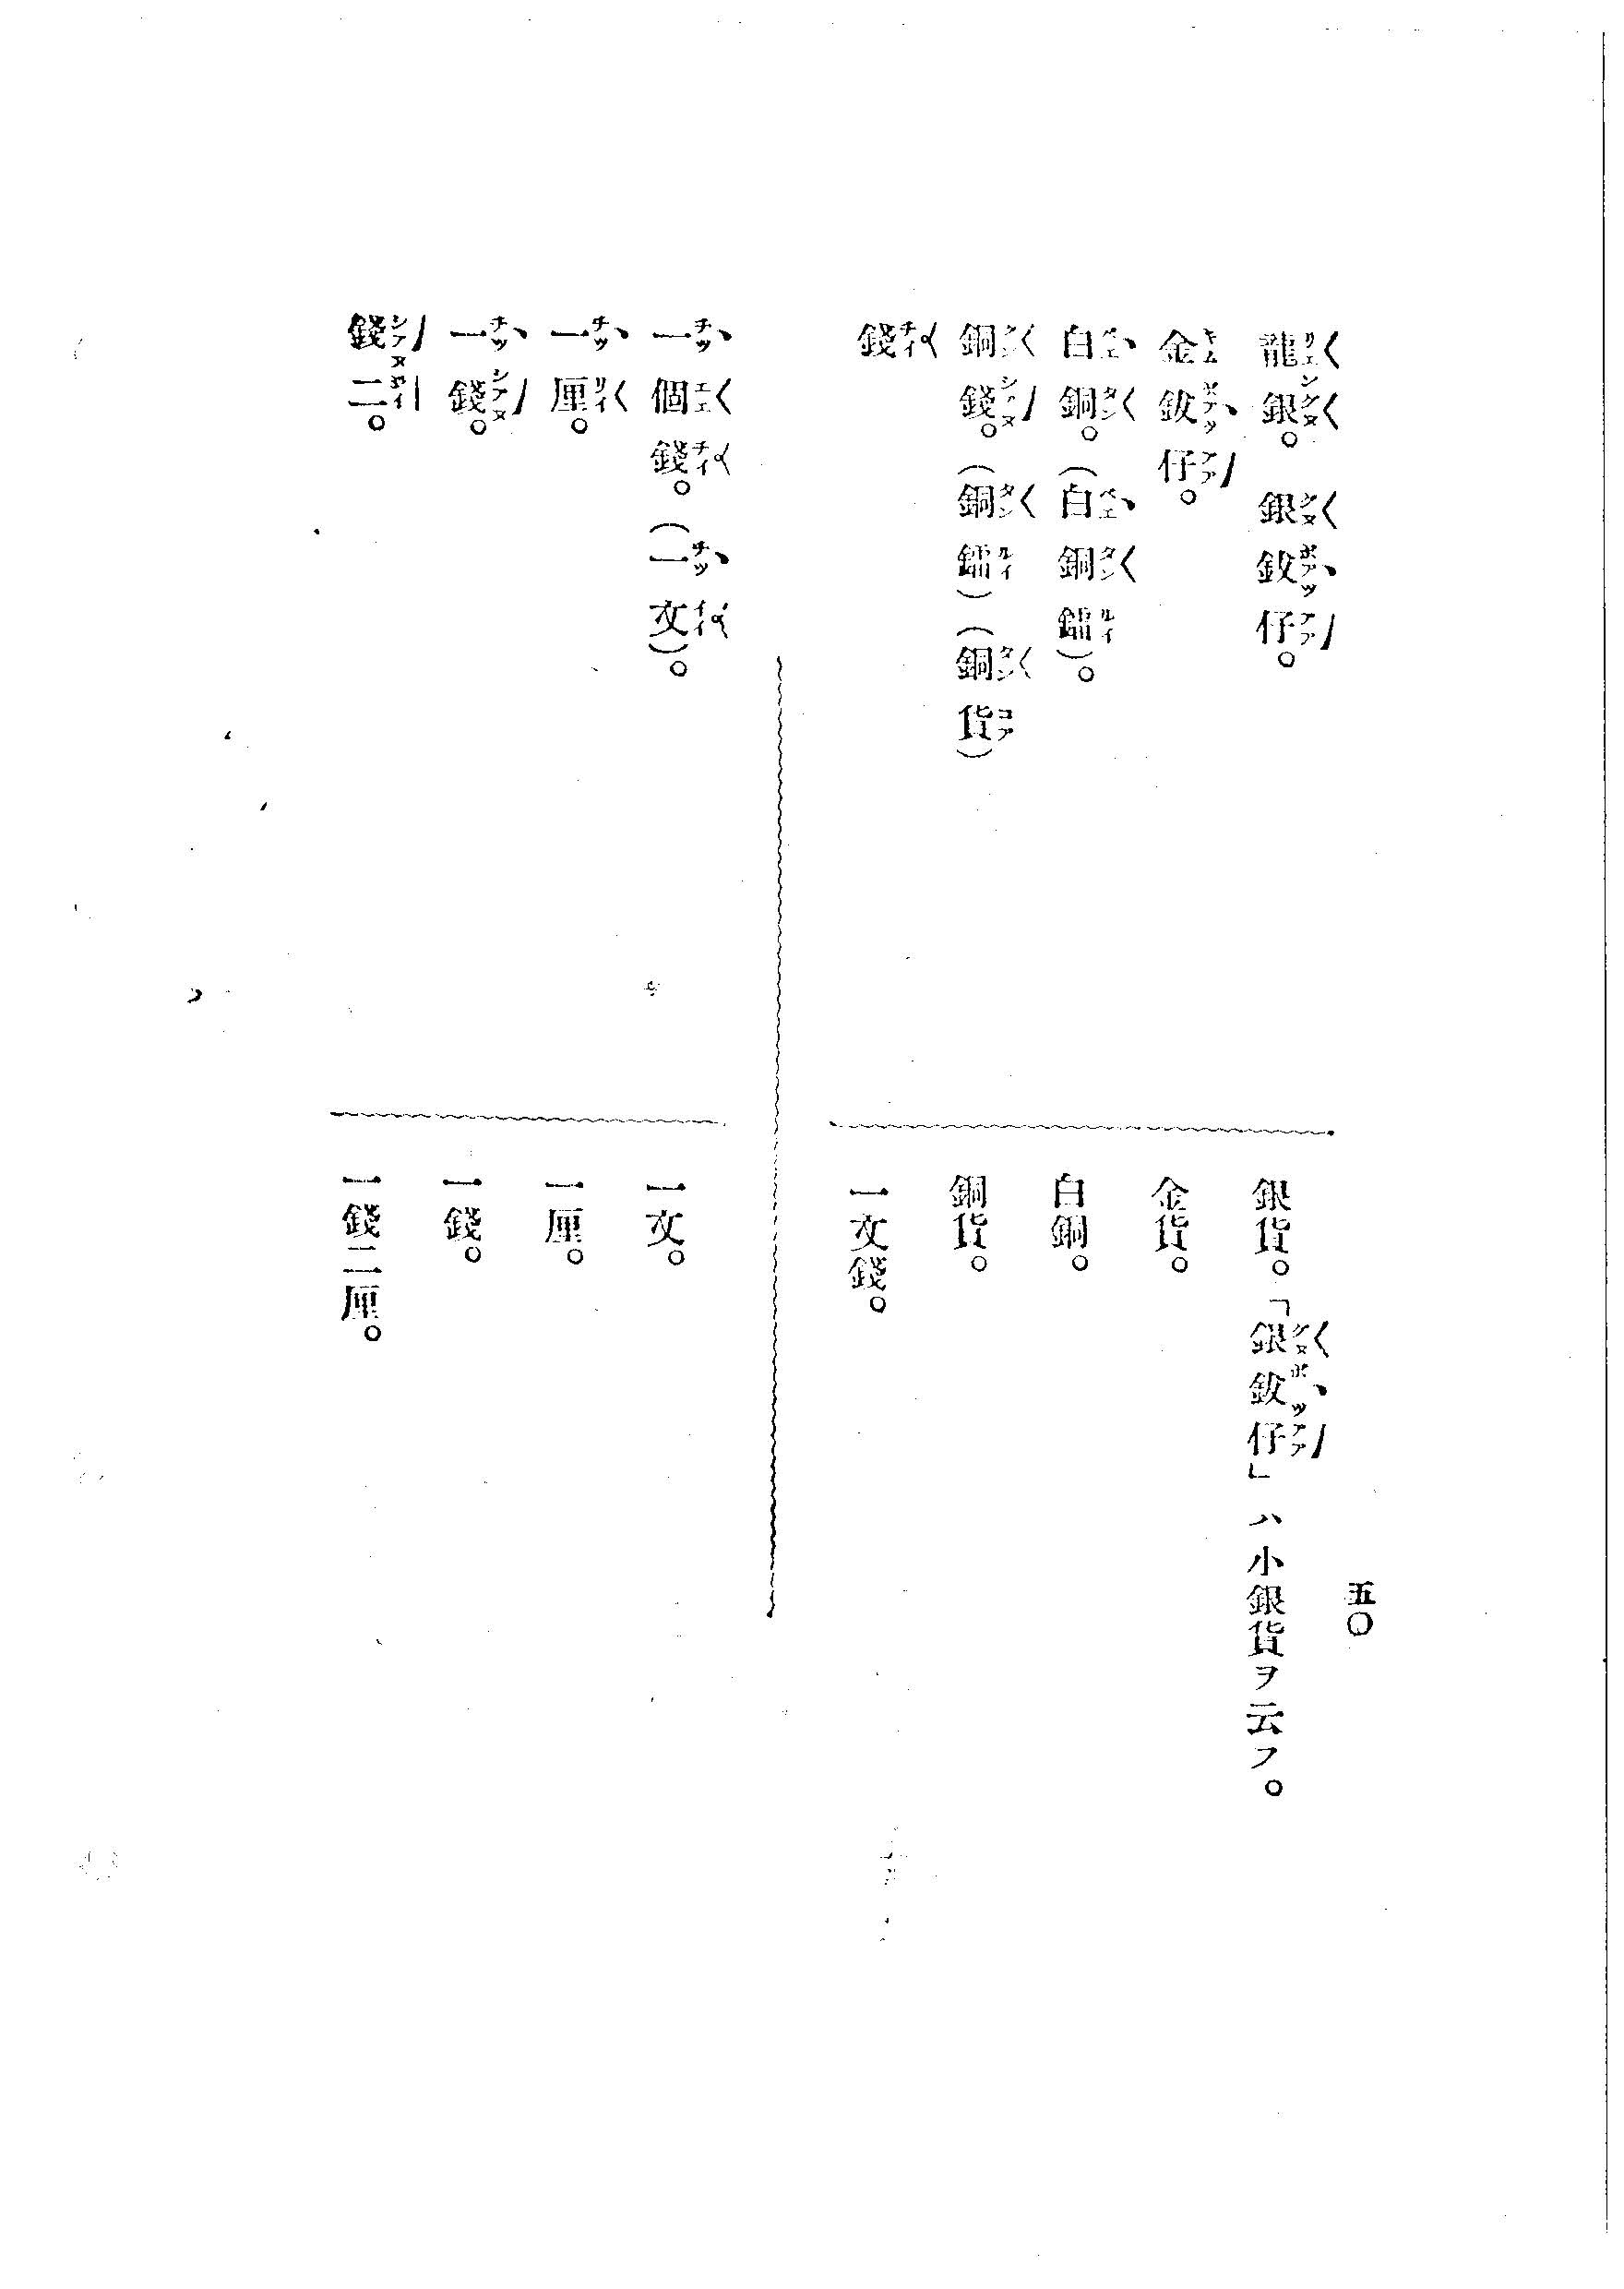 五〇
龍銀。銀鈸仔。
金鈸仔。
白銅。(白銅鐳)。
銅錢。(銅鐳)(銅貨)
錢
銀貨。「銀鈸仔」ハ小銀貨ヲ云フ。
金貨。
白銅。
銅貨。
一文錢。
一個錢。(一文)。
一厘。
一錢。
錢二。
一文。
一厘。
一錢。
一錢二厘。